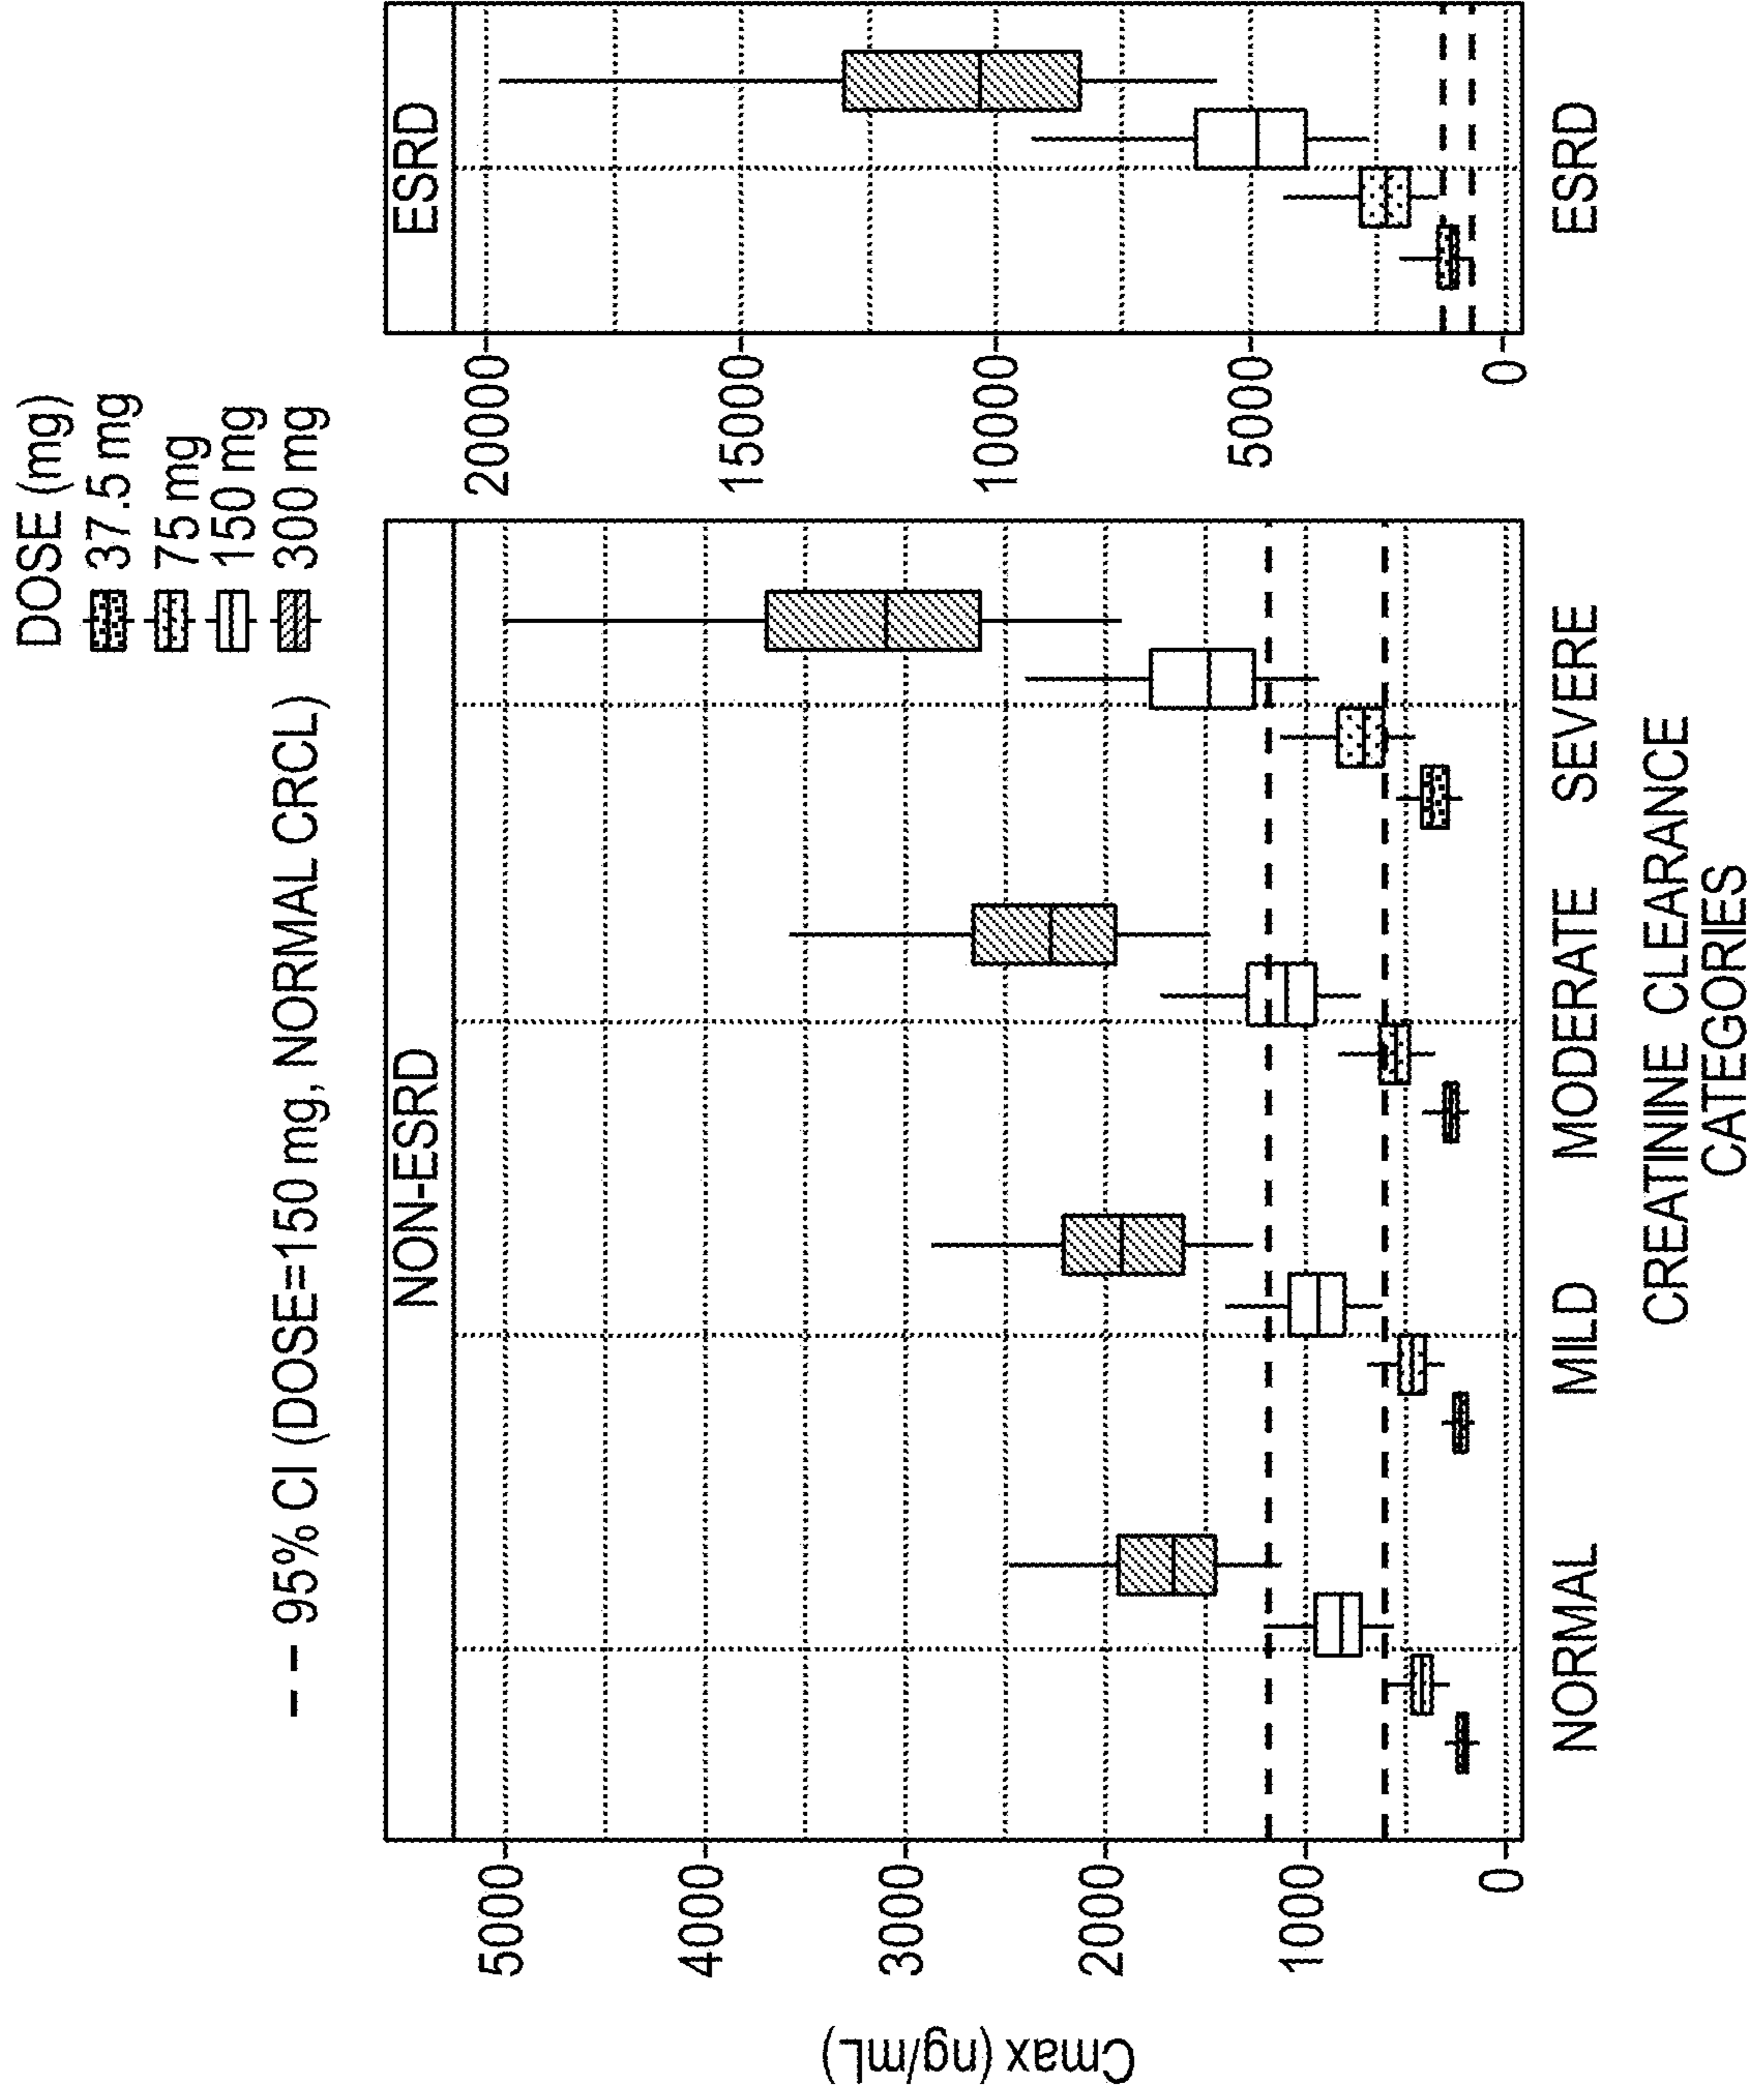 DOSE (mg)
37.5 mg
75 mg
150 mg
300 mg
95% CI (DOSE=150 mg, NORMAL CRCL)
NON-ESRD
ESRD
Cmax (ng/mL)
5000
4000
3000
2000
1000
0
20000
15000
10000
5000
0
NORMAL
MILD
MODERATE
SEVERE
ESRD
CREATININE CLEARANCE
CATEGORIES